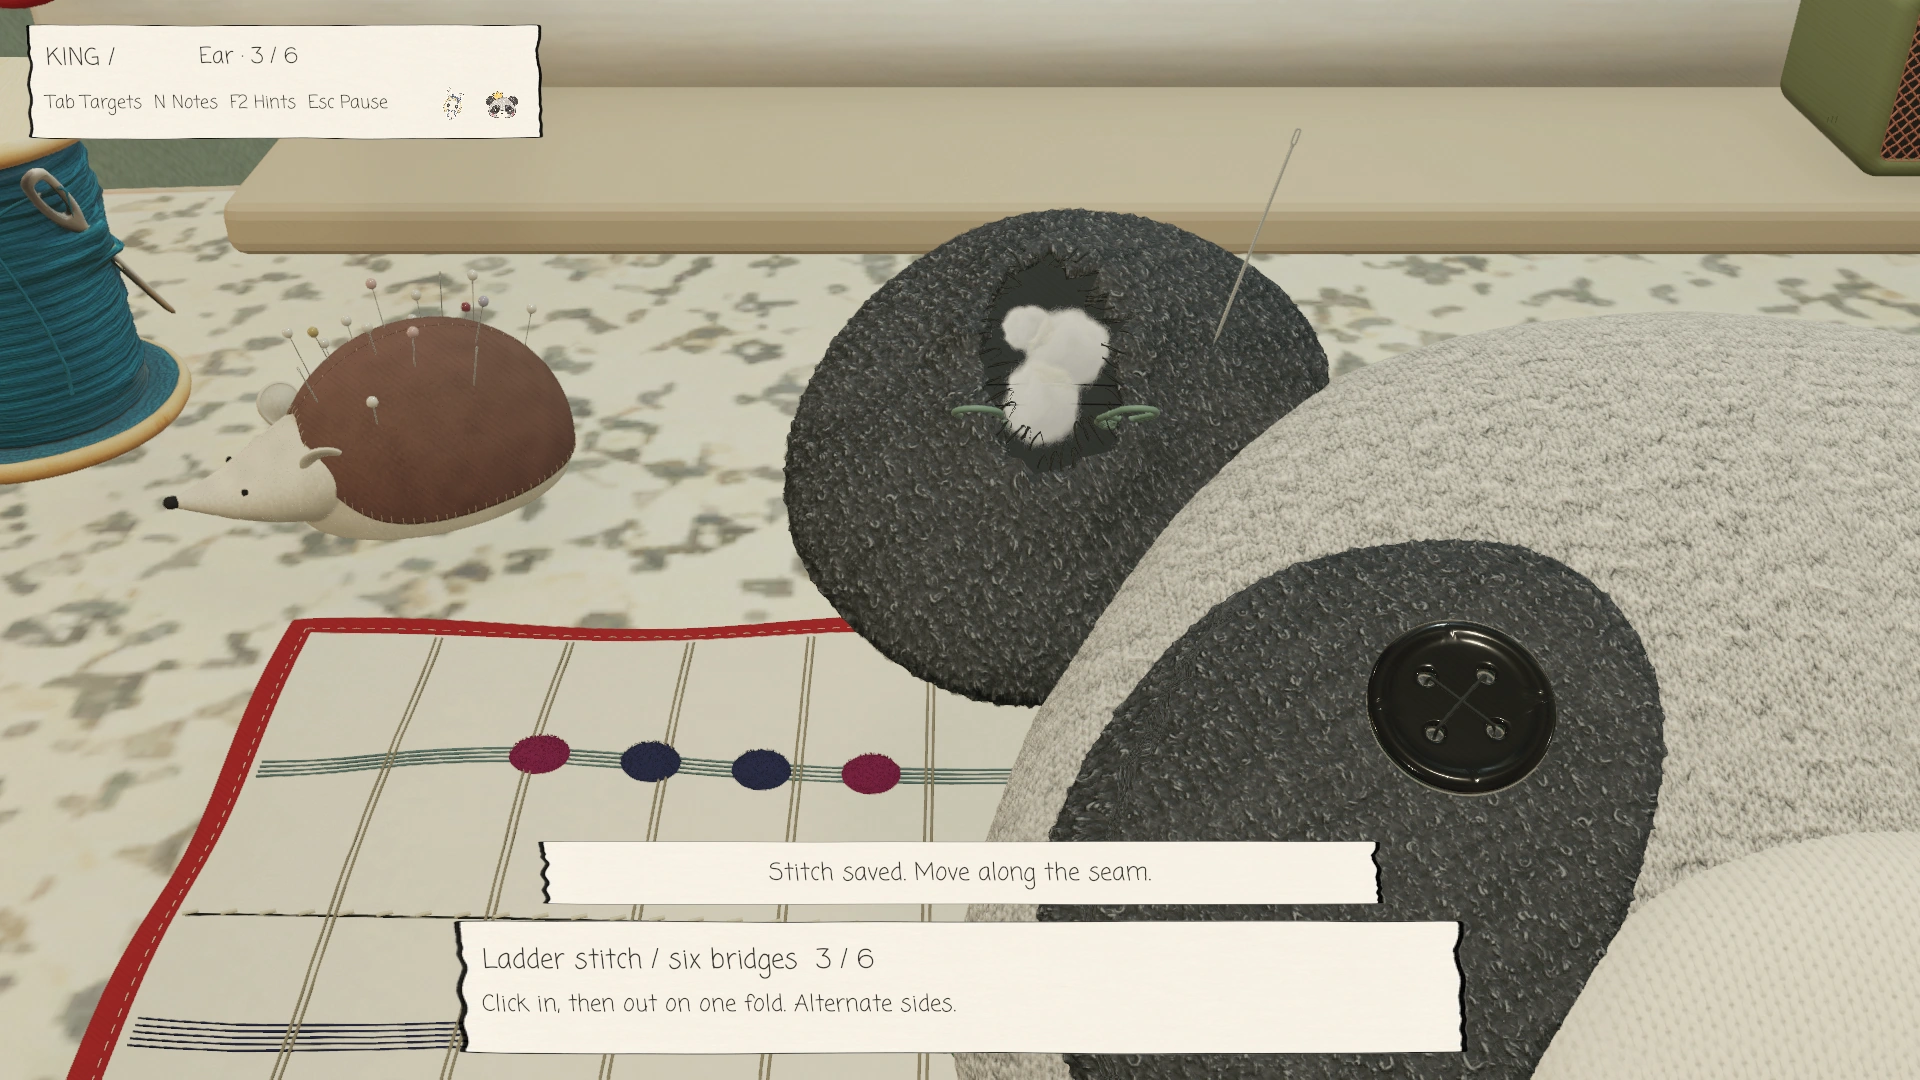 KING / Ear · 3 / 6
Tab Targets N Notes F2 Hints Esc Pause
Stitch saved. Move along the seam.
Ladder stitch / six bridges 3 / 6
Click in, then out on one fold. Alternate sides.